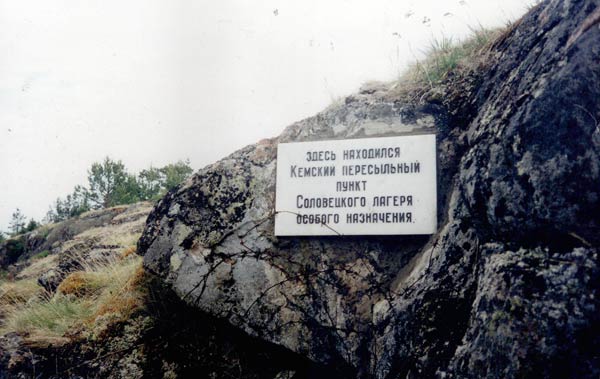 Здесь находился
Кемский пересыльный
пункт
Соловецкого лагеря
особого назначения.